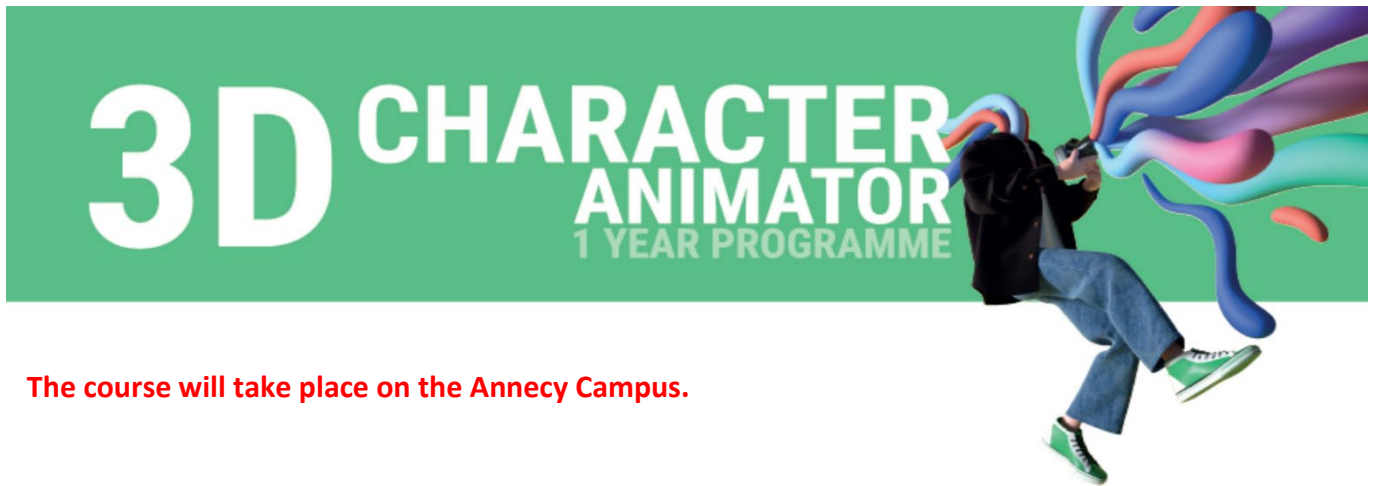 3D CHARACTER
ANIMATOR
1 YEAR PROGRAMME
The course will take place on the Annecy Campus.